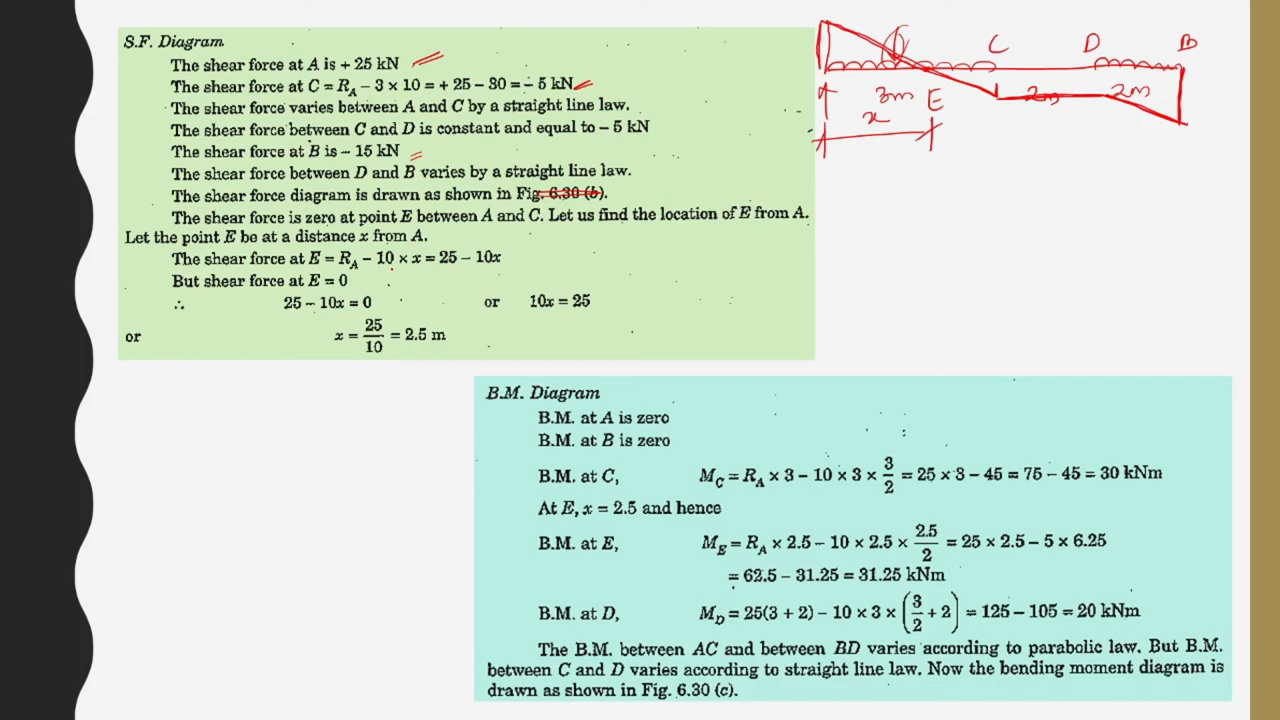 S.F. Diagram
The shear force at A is + 25 kN
The shear force at C = R_A − 3 × 10 = + 25 − 30 = − 5 kN
The shear force varies between A and C by a straight line law.
The shear force between C and D is constant and equal to − 5 kN
The shear force at B is − 15 kN
The shear force between D and B varies by a straight line law.
The shear force diagram is drawn as shown in Fig. 6.30 (b).
The shear force is zero at point E between A and C. Let us find the location of E from A.
Let the point E be at a distance x from A.
The shear force at E = R_A − 10 × x = 25 − 10x
But shear force at E = 0
∴ 25 − 10x = 0 or 10x = 25
or x = 25/10 = 2.5 m
C D B
3m E 2m 2m
x
B.M. Diagram
B.M. at A is zero
B.M. at B is zero
B.M. at C, M_C = R_A × 3 − 10 × 3 × 3/2 = 25 × 3 − 45 = 75 − 45 = 30 kNm
At E, x = 2.5 and hence
B.M. at E, M_E = R_A × 2.5 − 10 × 2.5 × 2.5/2 = 25 × 2.5 − 5 × 6.25
= 62.5 − 31.25 = 31.25 kNm
B.M. at D, M_D = 25(3 + 2) − 10 × 3 × (3/2 + 2) = 125 − 105 = 20 kNm
The B.M. between AC and between BD varies according to parabolic law. But B.M.
between C and D varies according to straight line law. Now the bending moment diagram is
drawn as shown in Fig. 6.30 (c).